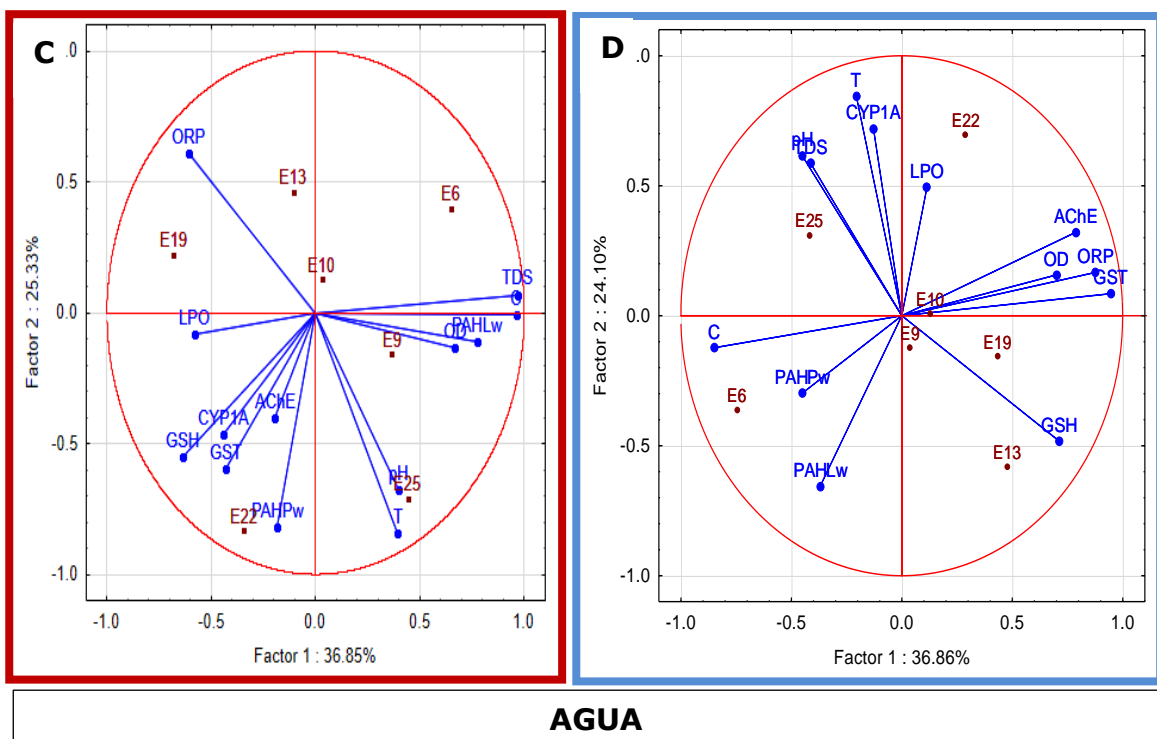 C
.0
0.5
0.0
-0.5
-1.0
Factor 2 : 25.33%
ORP
E13
E6
E19
E10
TDS
C
LPO
PAHLw
OD
E9
AChE
CYP1A
GSH
GST
pH
E25
PAHPw
E22
T
-1.0 -0.5 0.0 0.5 1.0
Factor 1 : 36.85%
D
.0
0.5
0.0
-0.5
-1.0
Factor 2 : 24.10%
T
CYP1A
E22
pH
TDS
LPO
E25
AChE
OD
ORP
GST
E10
C
E9
E19
PAHPw
E6
GSH
E13
PAHLw
-1.0 -0.5 0.0 0.5 1.0
Factor 1 : 36.86%
AGUA